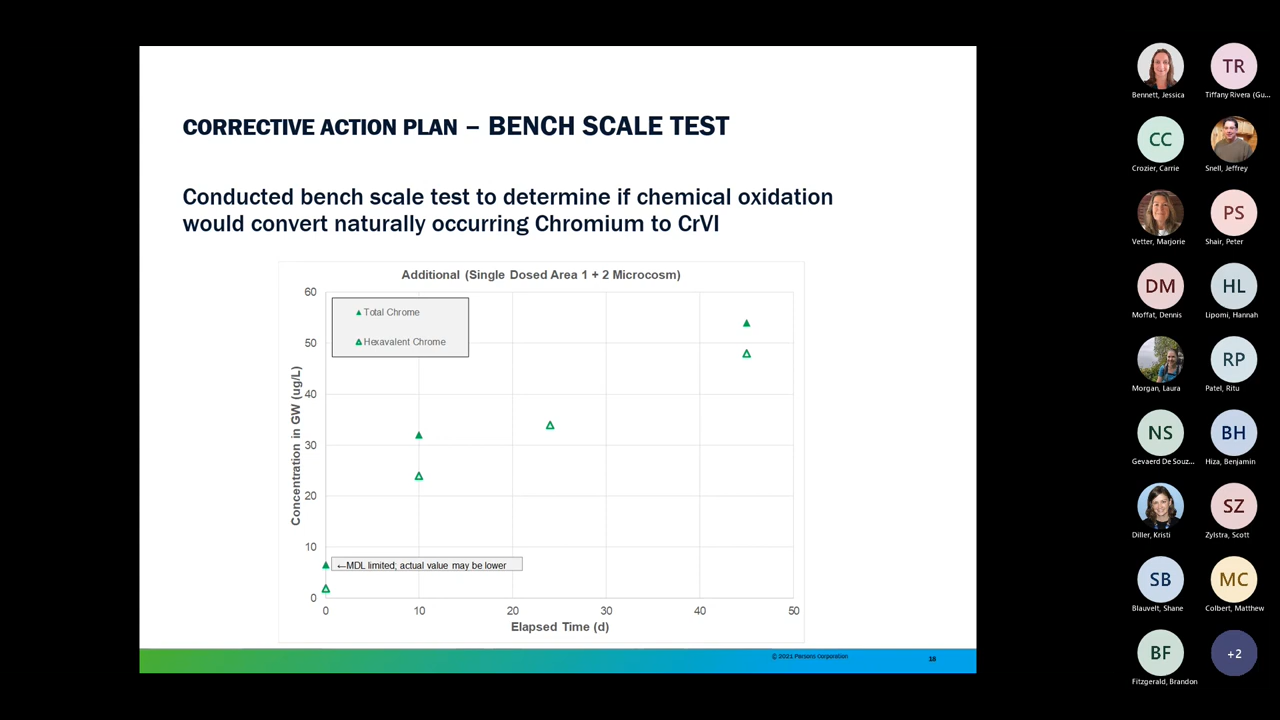 CORRECTIVE ACTION PLAN – BENCH SCALE TEST
Conducted bench scale test to determine if chemical oxidation
would convert naturally occurring Chromium to CrVI
Additional (Single Dosed Area 1 + 2 Microcosm)
Total Chrome
Hexavalent Chrome
Concentration in GW (ug/L)
60
50
40
30
20
10
0
←MDL limited; actual value may be lower
0 10 20 30 40 50
Elapsed Time (d)
© 2021 Parsons Corporation
Bennett, Jessica
TR
Tiffany Rivera (Gu...
CC
Crozier, Carrie
Snell, Jeffrey
Vetter, Marjorie
PS
Shair, Peter
DM
Moffat, Dennis
HL
Lipomi, Hannah
Morgan, Laura
RP
Patel, Ritu
NS
Gevaerd De Souz...
BH
Hiza, Benjamin
Diller, Kristi
SZ
Zylstra, Scott
SB
Blauvelt, Shane
MC
Colbert, Matthew
BF
Fitzgerald, Brandon
+2